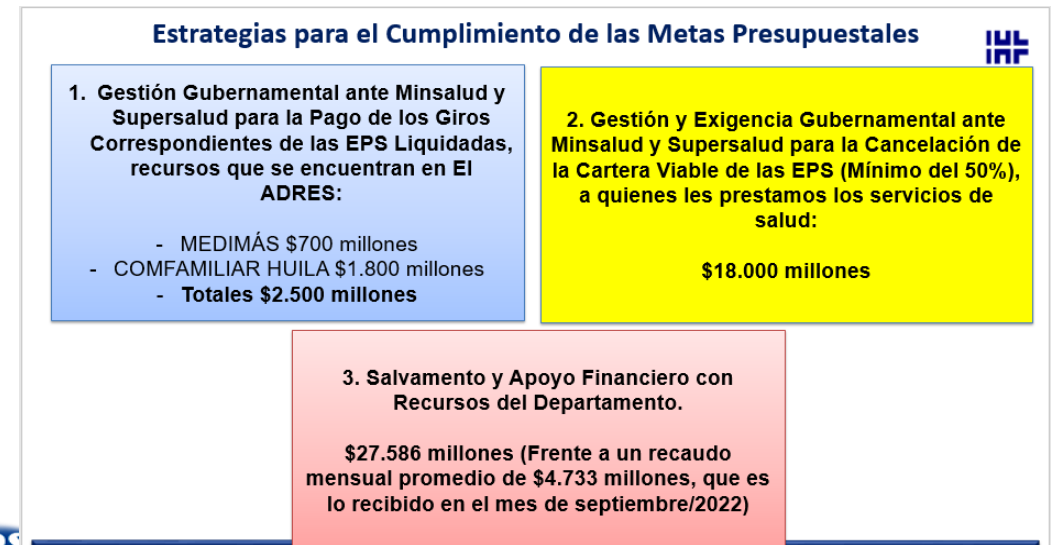 Estrategias para el Cumplimiento de las Metas Presupuestales
1. Gestión Gubernamental ante Minsalud y
Supersalud para la Pago de los Giros
Correspondientes de las EPS Liquidadas,
recursos que se encuentran en El
ADRES:
- MEDIMÁS $700 millones
- COMFAMILIAR HUILA $1.800 millones
- Totales $2.500 millones
2. Gestión y Exigencia Gubernamental ante
Minsalud y Supersalud para la Cancelación de
la Cartera Viable de las EPS (Mínimo del 50%),
a quienes les prestamos los servicios de
salud:
$18.000 millones
3. Salvamento y Apoyo Financiero con
Recursos del Departamento.
$27.586 millones (Frente a un recaudo
mensual promedio de $4.733 millones, que es
lo recibido en el mes de septiembre/2022)